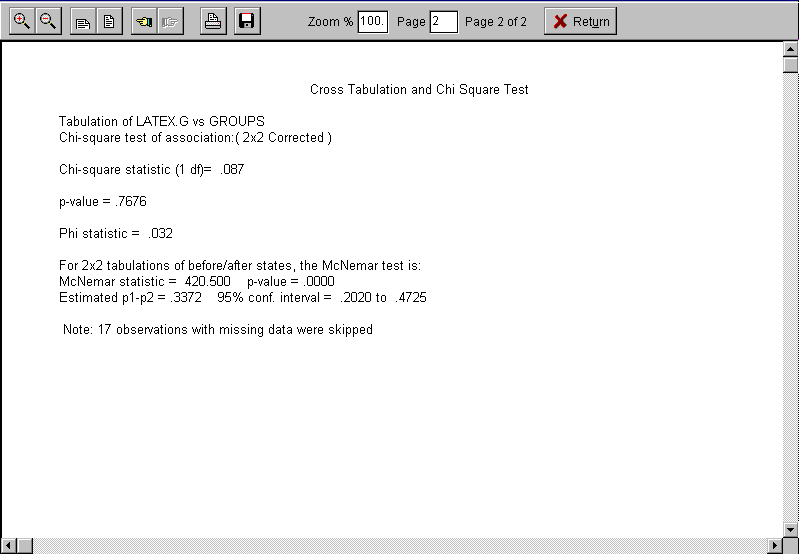 Zoom % 100. Page 2 Page 2 of 2 Return
Cross Tabulation and Chi Square Test
Tabulation of LATEX.G vs GROUPS
Chi-square test of association:( 2x2 Corrected )
Chi-square statistic (1 df)= .087
p-value = .7676
Phi statistic = .032
For 2x2 tabulations of before/after states, the McNemar test is:
McNemar statistic = 420.500 p-value = .0000
Estimated p1-p2 = .3372 95% conf. interval = .2020 to .4725
Note: 17 observations with missing data were skipped